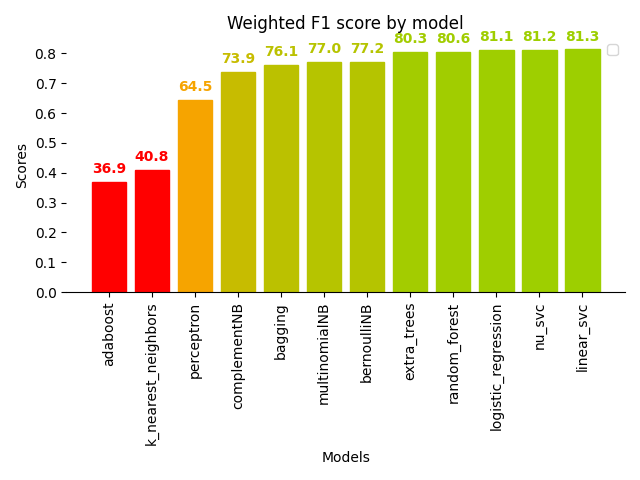 Weighted F1 score by model
36.9 40.8 64.5 73.9 76.1 77.0 77.2 80.3 80.6 81.1 81.2 81.3
Scores
0.8
0.7
0.6
0.5
0.4
0.3
0.2
0.1
0.0
adaboost
k_nearest_neighbors
perceptron
complementNB
bagging
multinomialNB
bernoulliNB
extra_trees
random_forest
logistic_regression
nu_svc
linear_svc
Models